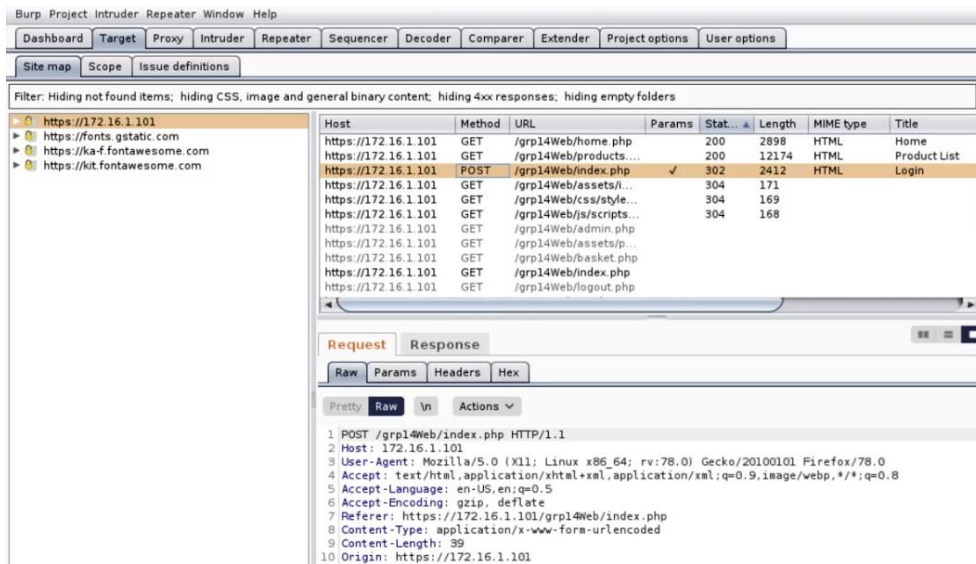 Burp Project Intruder Repeater Window Help
Dashboard Target Proxy Intruder Repeater Sequencer Decoder Comparer Extender Project options User options
Site map Scope Issue definitions
Filter: Hiding not found items; hiding CSS, image and general binary content; hiding 4xx responses; hiding empty folders
https://172.16.1.101
https://fonts.gstatic.com
https://ka-f.fontawesome.com
https://kit.fontawesome.com
Host Method URL Params Stat... Length MIME type Title
https://172.16.1.101 GET /grp14Web/home.php 200 2898 HTML Home
https://172.16.1.101 GET /grp14Web/products.... 200 12174 HTML Product List
https://172.16.1.101 POST /grp14Web/index.php ✓ 302 2412 HTML Login
https://172.16.1.101 GET /grp14Web/assets/i... 304 171
https://172.16.1.101 GET /grp14Web/css/style... 304 169
https://172.16.1.101 GET /grp14Web/js/scripts... 304 168
https://172.16.1.101 GET /grp14Web/admin.php
https://172.16.1.101 GET /grp14Web/assets/p...
https://172.16.1.101 GET /grp14Web/basket.php
https://172.16.1.101 GET /grp14Web/index.php
https://172.16.1.101 GET /grp14Web/logout.php
Request Response
Raw Params Headers Hex
Pretty Raw \n Actions
1 POST /grp14Web/index.php HTTP/1.1
2 Host: 172.16.1.101
3 User-Agent: Mozilla/5.0 (X11; Linux x86_64; rv:78.0) Gecko/20100101 Firefox/78.0
4 Accept: text/html,application/xhtml+xml,application/xml;q=0.9,image/webp,*/*;q=0.8
5 Accept-Language: en-US,en;q=0.5
6 Accept-Encoding: gzip, deflate
7 Referer: https://172.16.1.101/grp14Web/index.php
8 Content-Type: application/x-www-form-urlencoded
9 Content-Length: 39
10 Origin: https://172.16.1.101